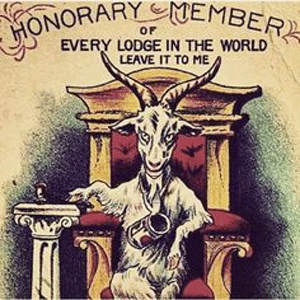 HONORARY MEMBER
OF
EVERY LODGE IN THE WORLD
LEAVE IT TO ME